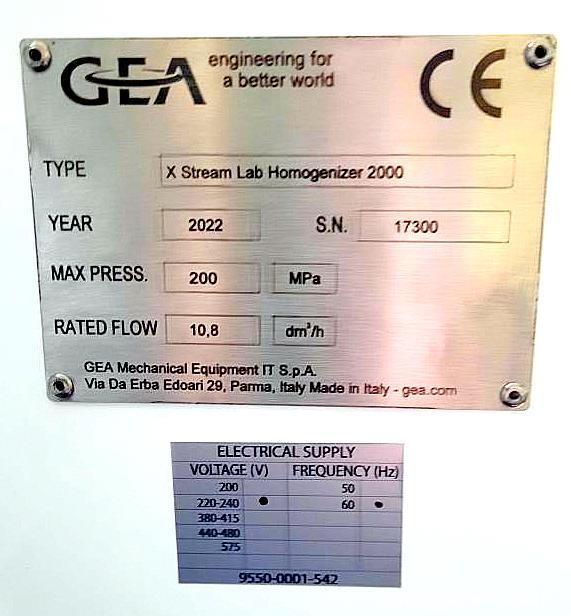 GEA engineering for
a better world CE
TYPE X Stream Lab Homogenizer 2000
YEAR 2022 S.N. 17300
MAX PRESS. 200 MPa
RATED FLOW 10,8 dm³/h
GEA Mechanical Equipment IT S.p.A.
Via Da Erba Edoari 29, Parma, Italy Made in Italy - gea.com
ELECTRICAL SUPPLY
VOLTAGE (V) FREQUENCY (Hz)
200 50
220-240 • 60 •
380-415
440-480
575
9550-0001-542